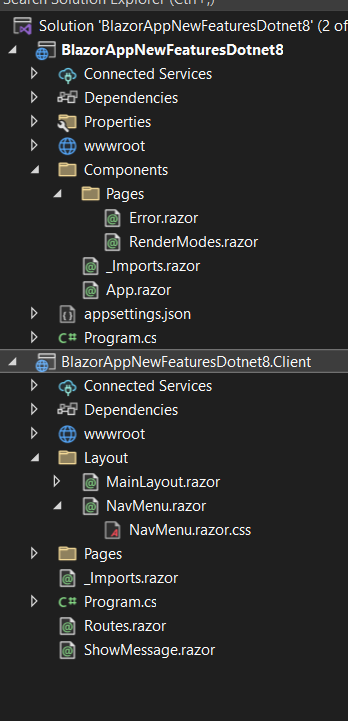 Search Solution Explorer (Ctrl+;)
Solution 'BlazorAppNewFeaturesDotnet8' (2 of
BlazorAppNewFeaturesDotnet8
Connected Services
Dependencies
Properties
wwwroot
Components
Pages
Error.razor
RenderModes.razor
_Imports.razor
App.razor
appsettings.json
C# Program.cs
BlazorAppNewFeaturesDotnet8.Client
Connected Services
Dependencies
wwwroot
Layout
MainLayout.razor
NavMenu.razor
NavMenu.razor.css
Pages
_Imports.razor
C# Program.cs
Routes.razor
ShowMessage.razor